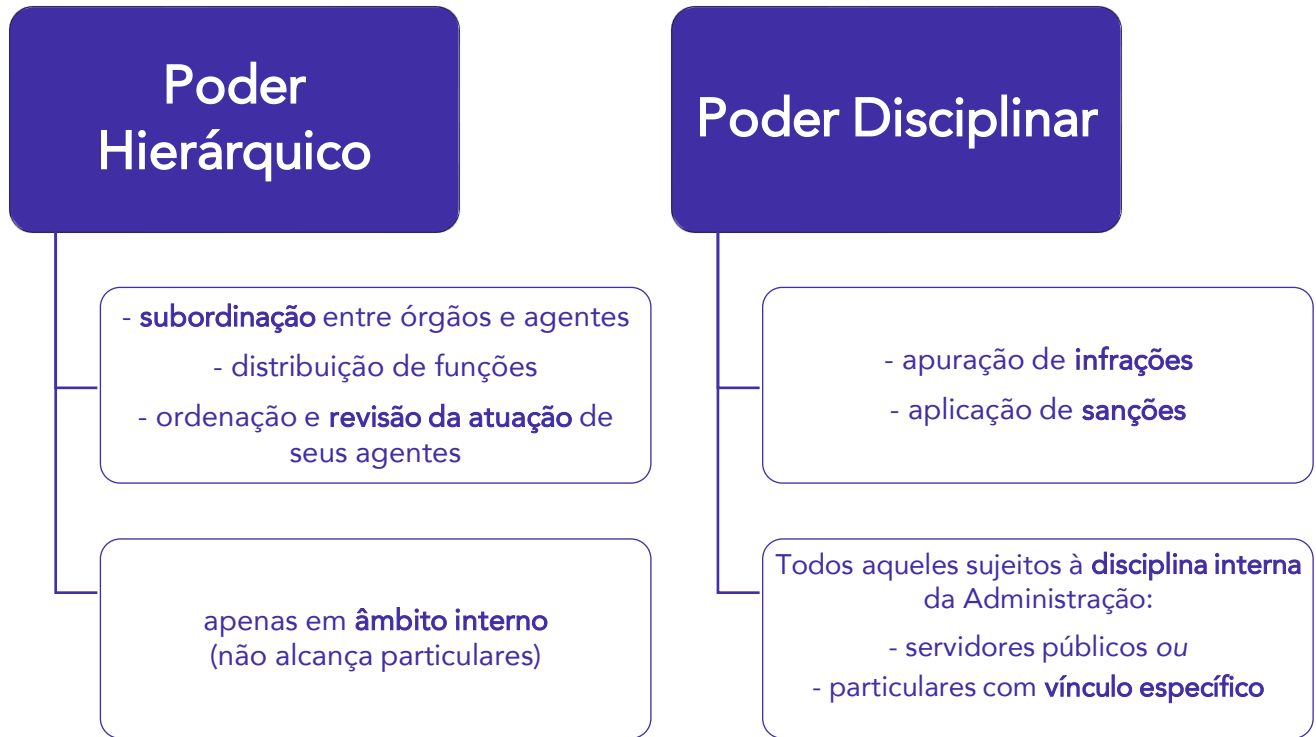 Poder
Hierárquico
- subordinação entre órgãos e agentes
- distribuição de funções
- ordenação e revisão da atuação de
seus agentes
apenas em âmbito interno
(não alcança particulares)
Poder Disciplinar
- apuração de infrações
- aplicação de sanções
Todos aqueles sujeitos à disciplina interna
da Administração:
- servidores públicos ou
- particulares com vínculo específico